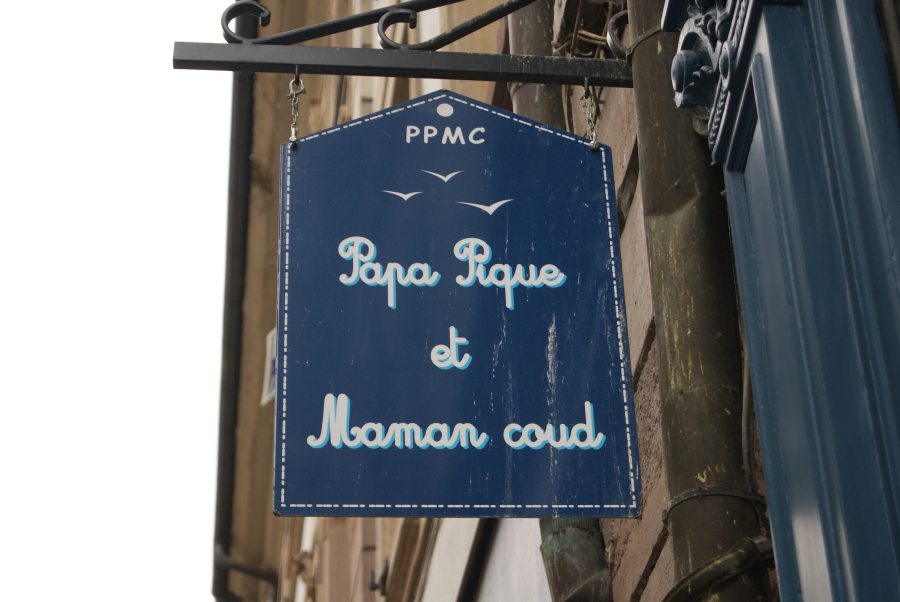 PPMC
Papa Pique
et
Maman coud